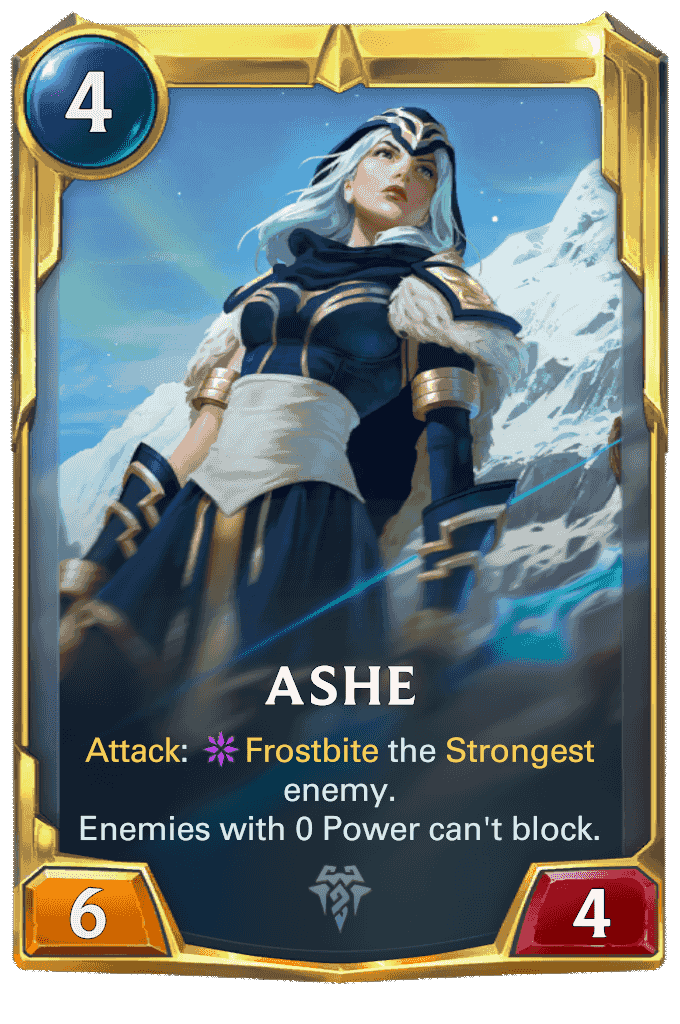 4
ASHE
Attack: Frostbite the Strongest
enemy.
Enemies with 0 Power can't block.
6
4